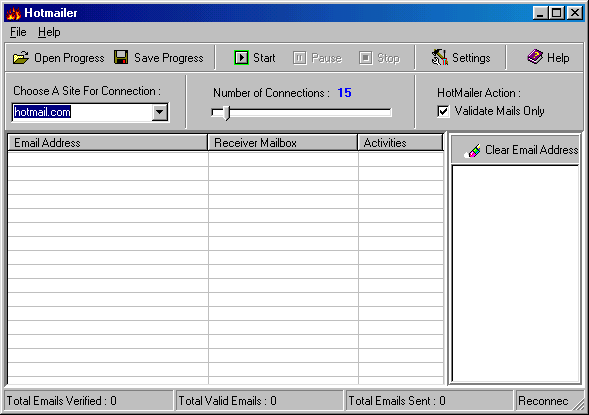 Hotmailer
File Help
Open Progress Save Progress Start Pause Stop Settings Help
Choose A Site For Connection : Number of Connections : 15 HotMailer Action :
hotmail.com Validate Mails Only
Email Address Receiver Mailbox Activities
Clear Email Address
Total Emails Verified : 0 Total Valid Emails : 0 Total Emails Sent : 0 Reconnec